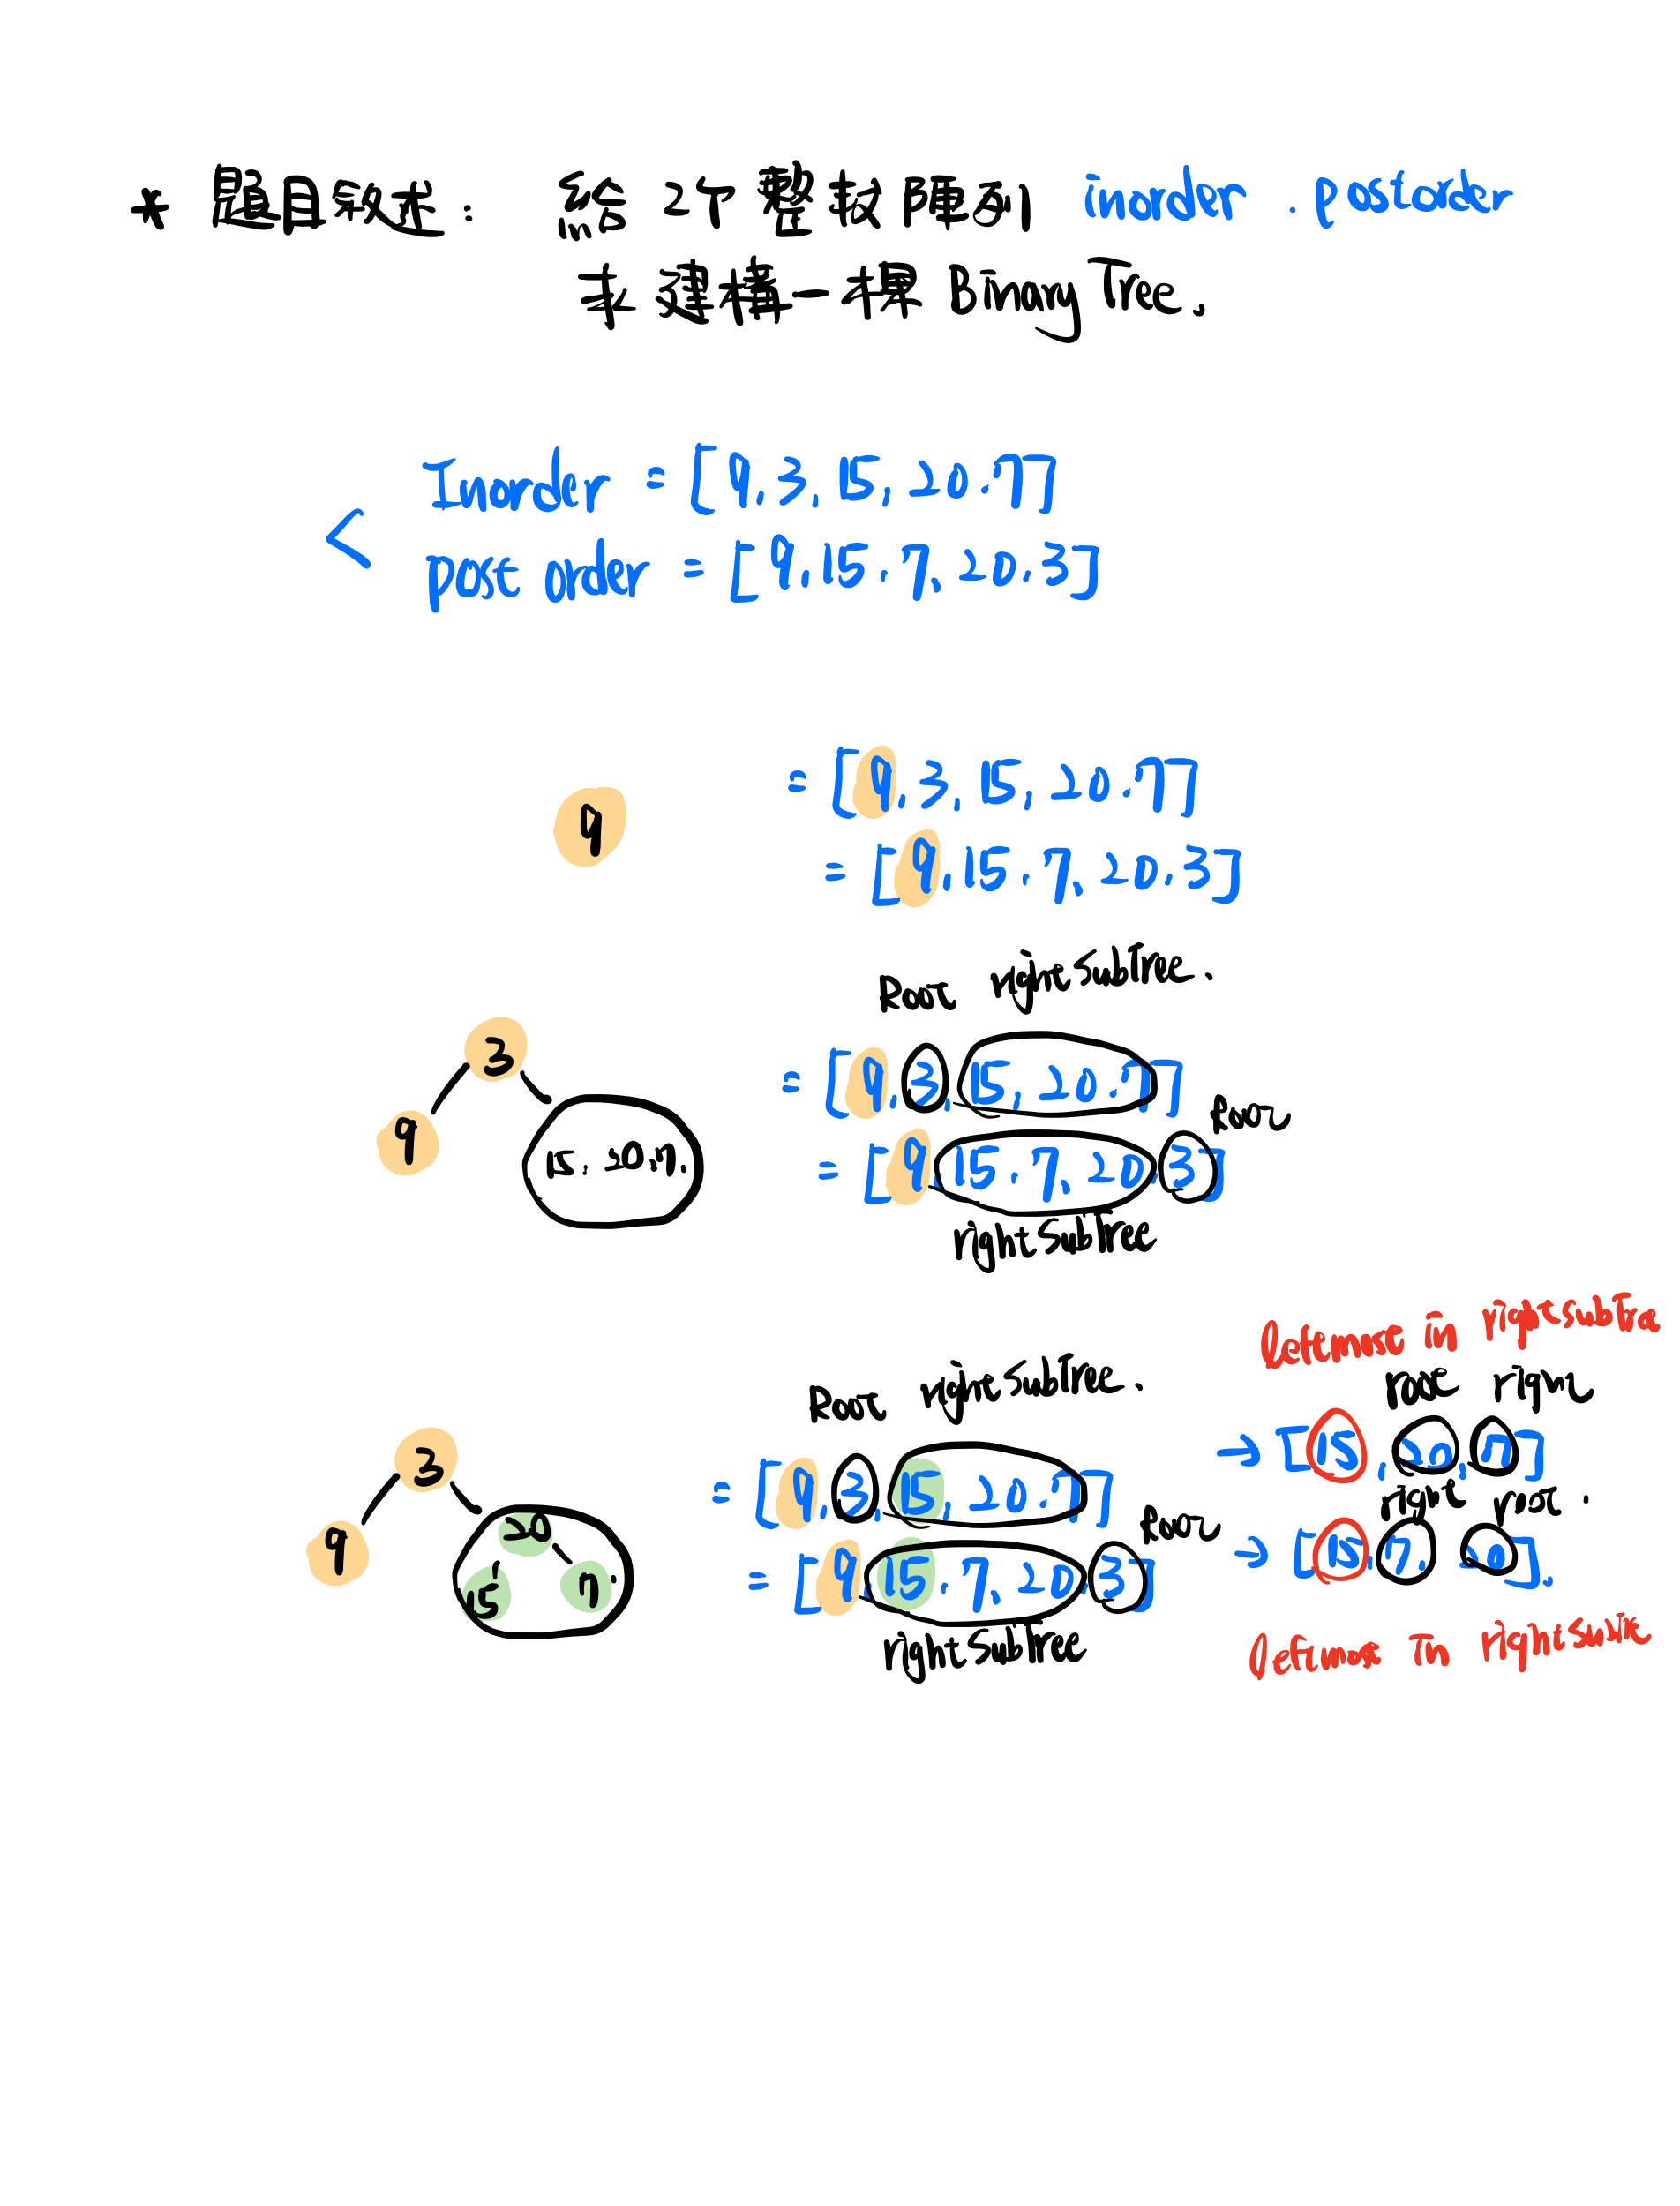 * 題目敘述: 給2个整数陣列 inorder . postorder
来建構一棵 Binary Tree.
Inorder = [9,3,15,20.7]
< post order = [9,15.7,20.3]
9 = [9,3,15,20.7]
= [9,15.7,20.3]
Root rightSubTree.
3 = [9,3,15,20.7]
9 15.20.7. Root
= [9,15.7,20,3]
rightSubTree
leftmost in rightsubtree
Root rightSubTree. root right
3 = [9,3,15,20.7] → [15,20.7]
right root.
9 20 15 7. Root
= [9,15.7,20,3] → [15,7,20].
rightSubTree leftmost in rightsubtre